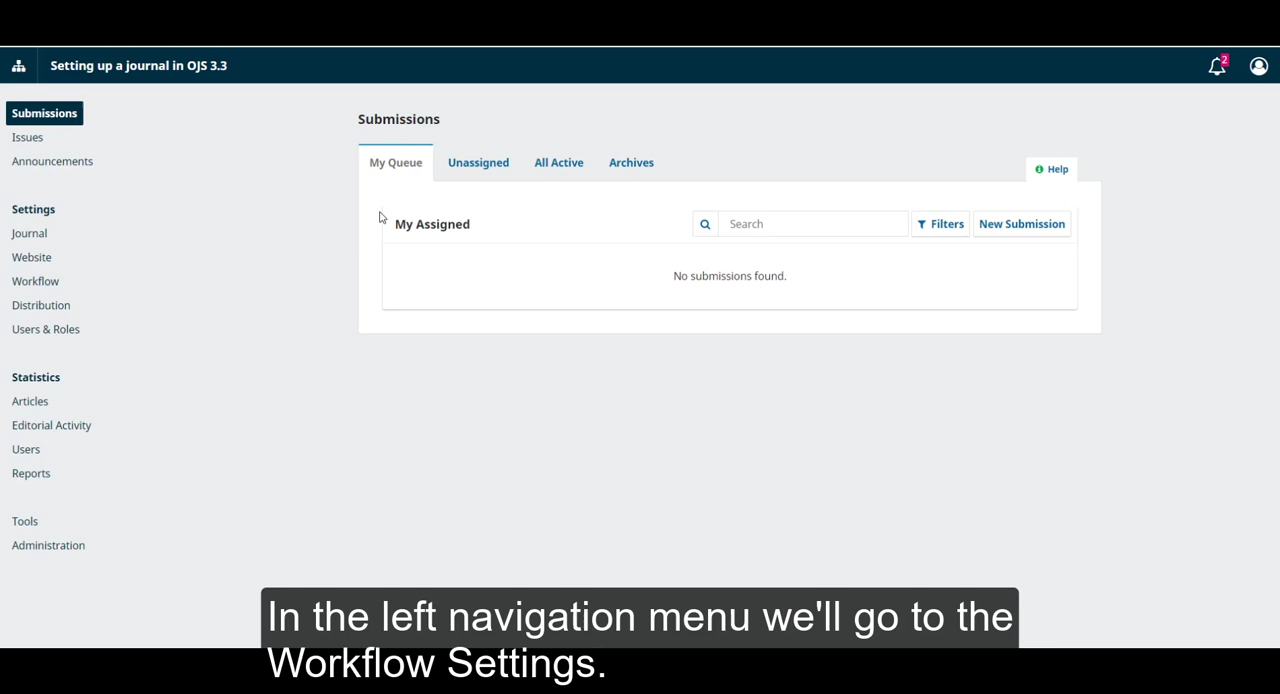 Setting up a journal in OJS 3.3
2
Submissions
Issues
Announcements
Settings
Journal
Website
Workflow
Distribution
Users & Roles
Statistics
Articles
Editorial Activity
Users
Reports
Tools
Administration
Submissions
My Queue Unassigned All Active Archives
Help
My Assigned Search Filters New Submission
No submissions found.
In the left navigation menu we'll go to the
Workflow Settings.